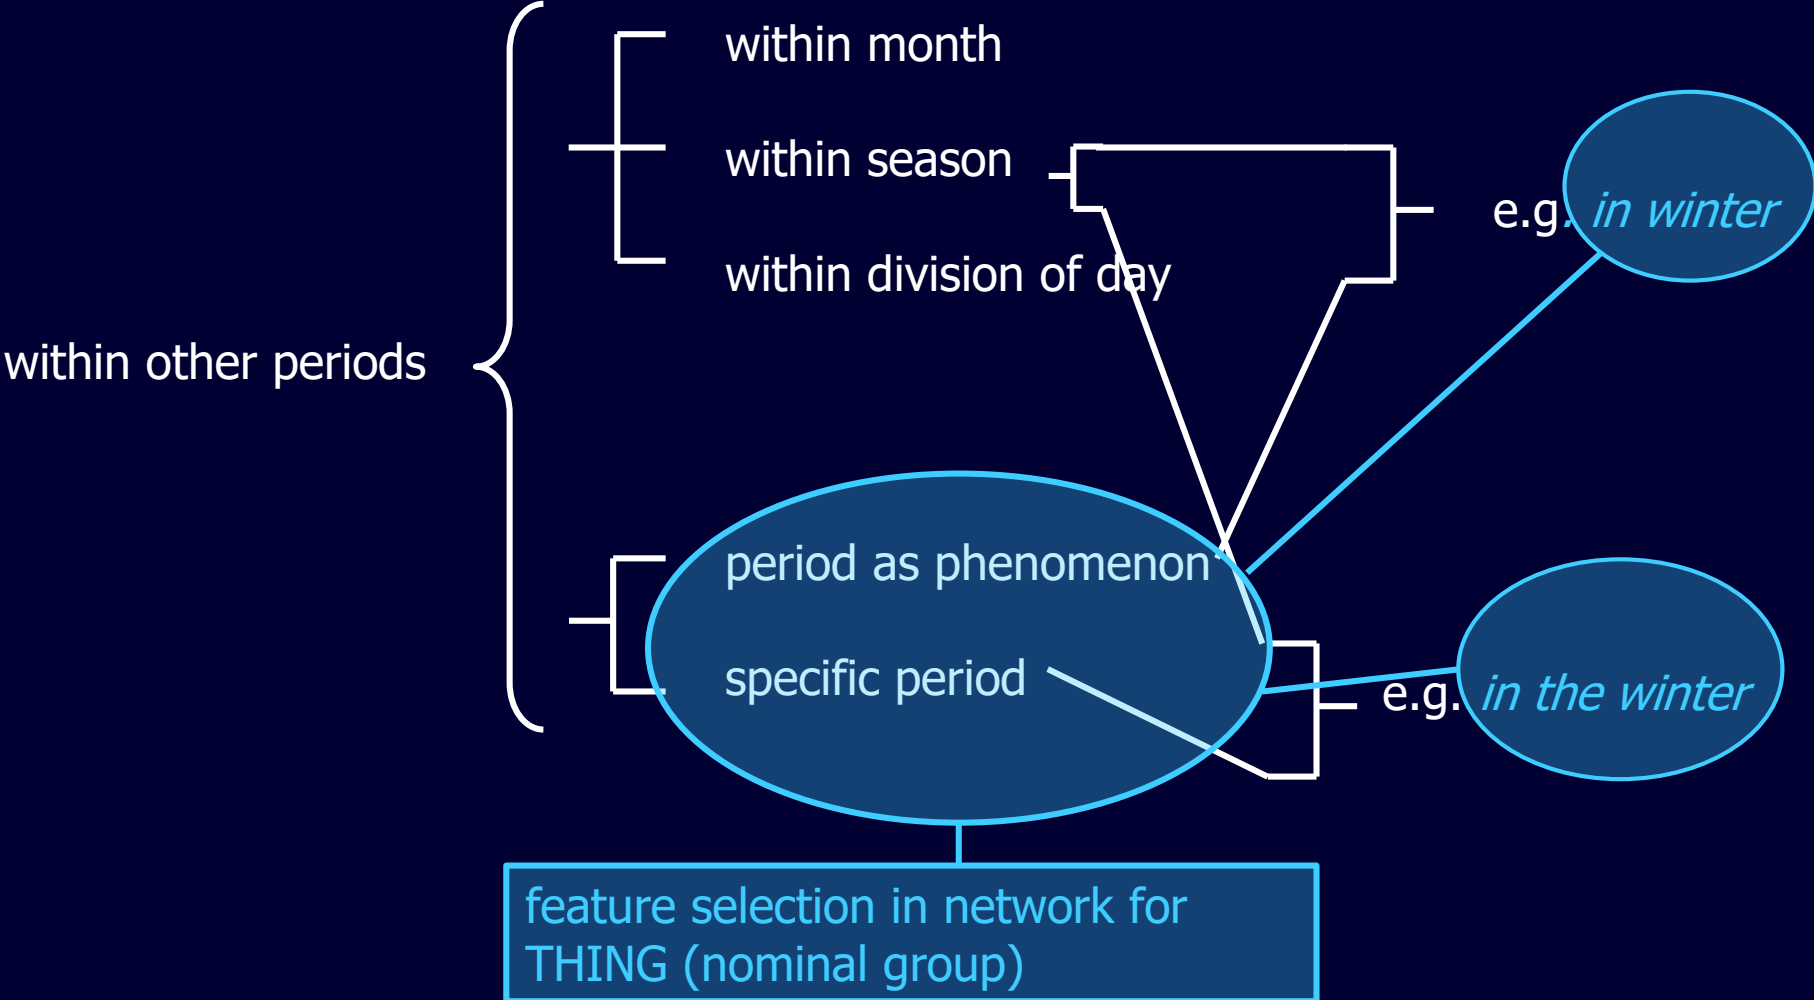 within month
within season
e.g. in winter
within division of day
within other periods
period as phenomenon
specific period
e.g. in the winter
feature selection in network for
THING (nominal group)